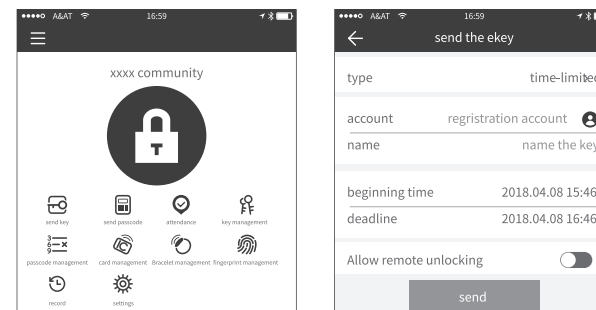 A&AT 16:59
xxxx community
T
send key send passcode attendance key management
passcode management card management Bracelet management fingerprint management
record settings
A&AT 16:59
send the ekey
type time-limited
account regristration account
name name the key
beginning time 2018.04.08 15:46
deadline 2018.04.08 16:46
Allow remote unlocking
send